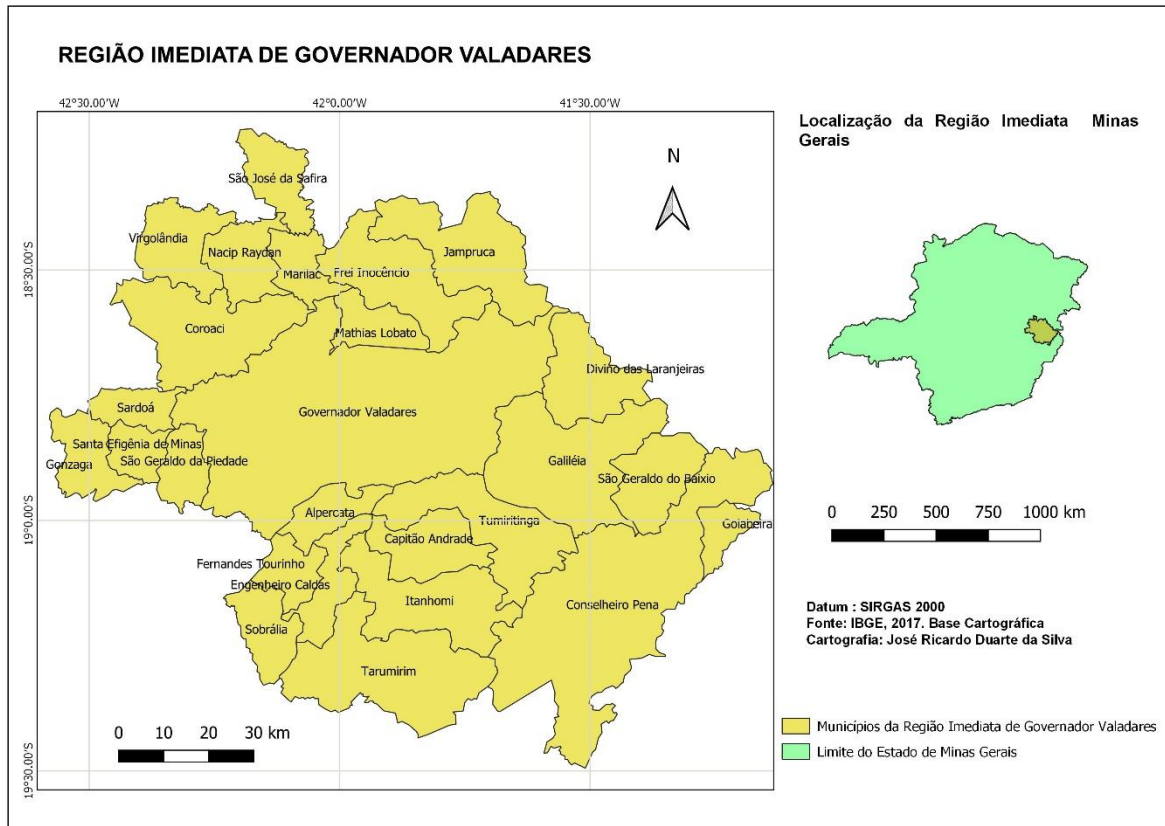 REGIÃO IMEDIATA DE GOVERNADOR VALADARES
42°30.00'W
42°0.00'W
41°30.00'W
18°30.00'S
19°0.00'S
19°30.00'S
São José da Safira
Virgolândia
Nacip Raydan
Marilac
Frei Inocêncio
Jampruca
Coroaci
Mathias Lobato
Divino das Laranjeiras
Sardoá
Governador Valadares
Santa Efigênia de Minas
Gonzaga
São Geraldo da Piedade
Galiléia
São Geraldo do Baixio
Alpercata
Tumiritinga
Goiabeira
Capitão Andrade
Fernandes Tourinho
Engenheiro Caldas
Itanhomi
Conselheiro Pena
Sobrália
Tarumirim
0 10 20 30 km
N
Localização da Região Imediata Minas
Gerais
0 250 500 750 1000 km
Datum : SIRGAS 2000
Fonte: IBGE, 2017. Base Cartográfica
Cartografia: José Ricardo Duarte da Silva
Municípios da Região Imediata de Governador Valadares
Limite do Estado de Minas Gerais